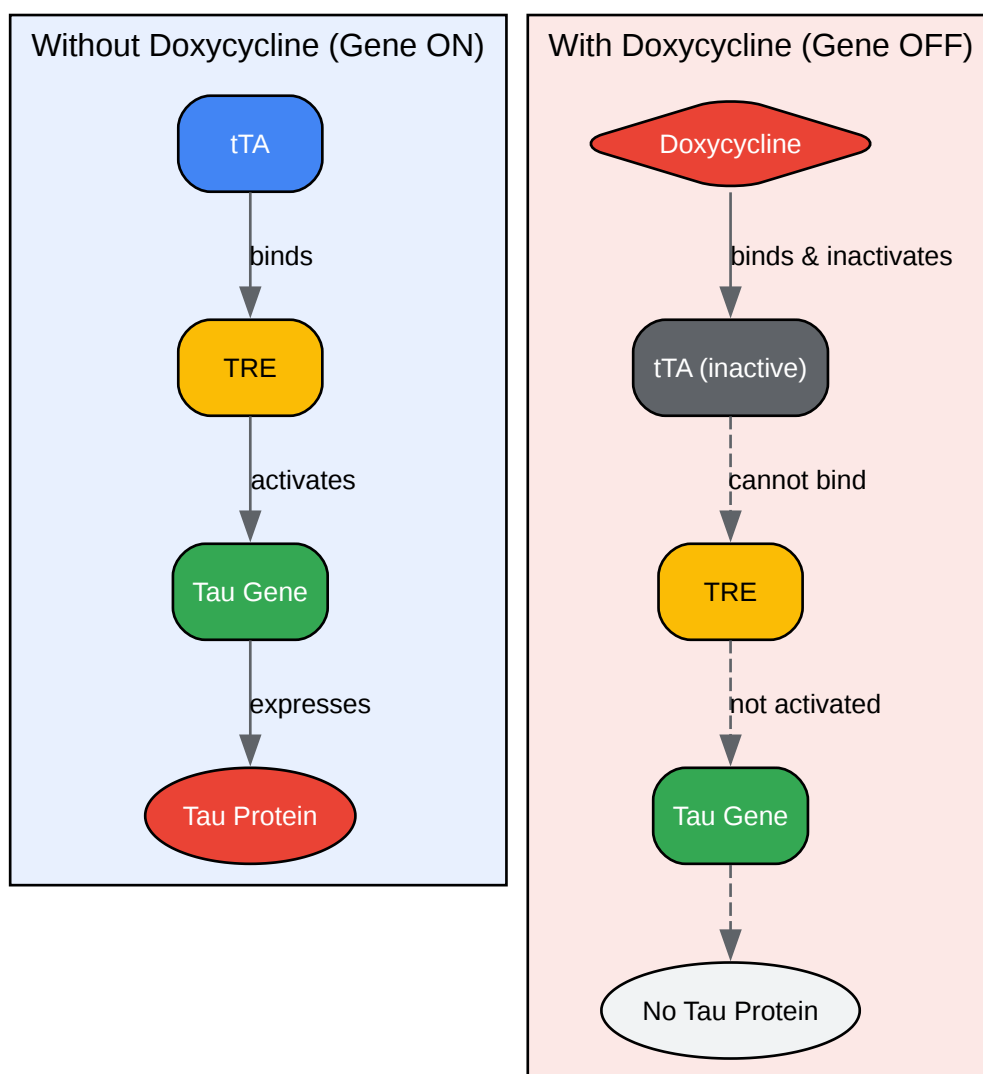 Without Doxycycline (Gene ON)
tTA
binds
TRE
activates
Tau Gene
expresses
Tau Protein
With Doxycycline (Gene OFF)
Doxycycline
binds & inactivates
tTA (inactive)
cannot bind
TRE
not activated
Tau Gene
No Tau Protein